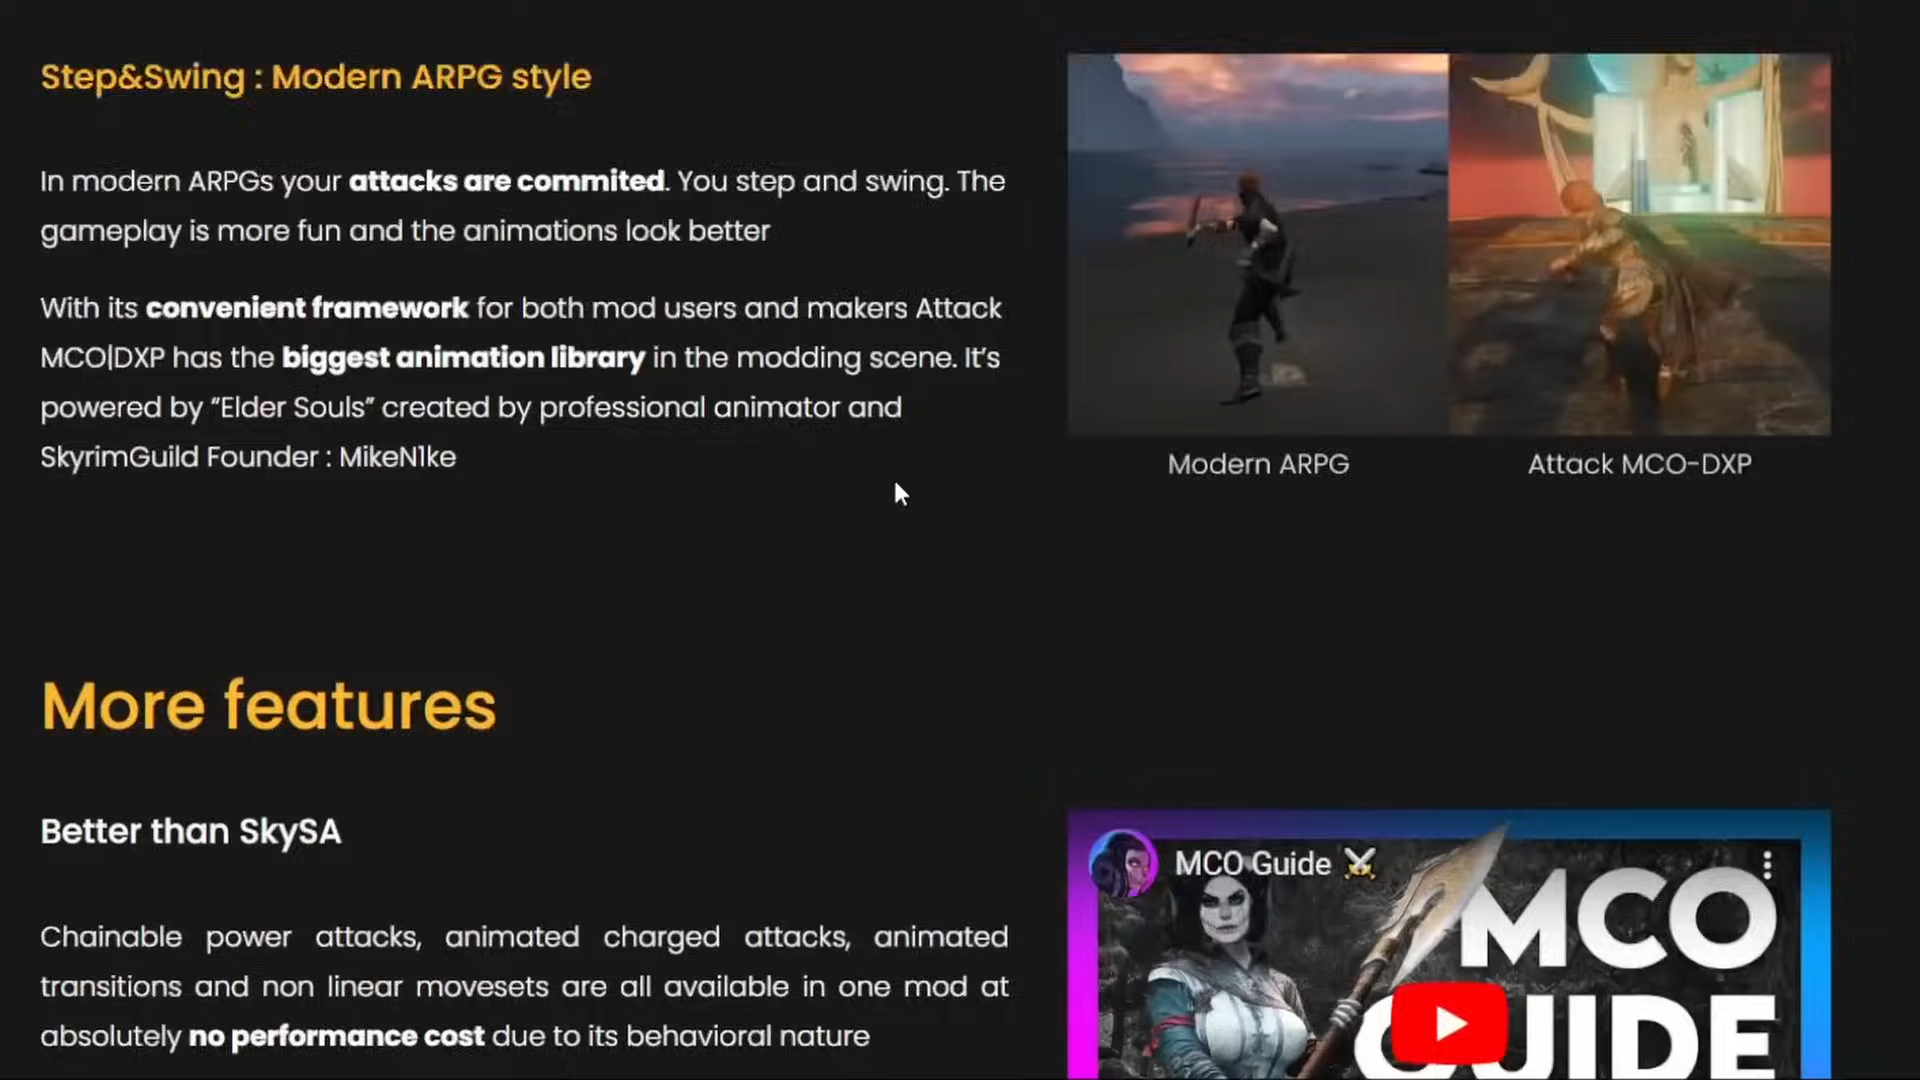 Step&Swing : Modern ARPG style
In modern ARPGs your attacks are commited. You step and swing. The
gameplay is more fun and the animations look better
With its convenient framework for both mod users and makers Attack
MCO|DXP has the biggest animation library in the modding scene. It's
powered by “Elder Souls” created by professional animator and
SkyrimGuild Founder : MikeN1ke
Modern ARPG
Attack MCO-DXP
More features
Better than SkySA
Chainable power attacks, animated charged attacks, animated
transitions and non linear movesets are all available in one mod at
absolutely no performance cost due to its behavioral nature
MCO Guide ⚔️
MCO
GUIDE